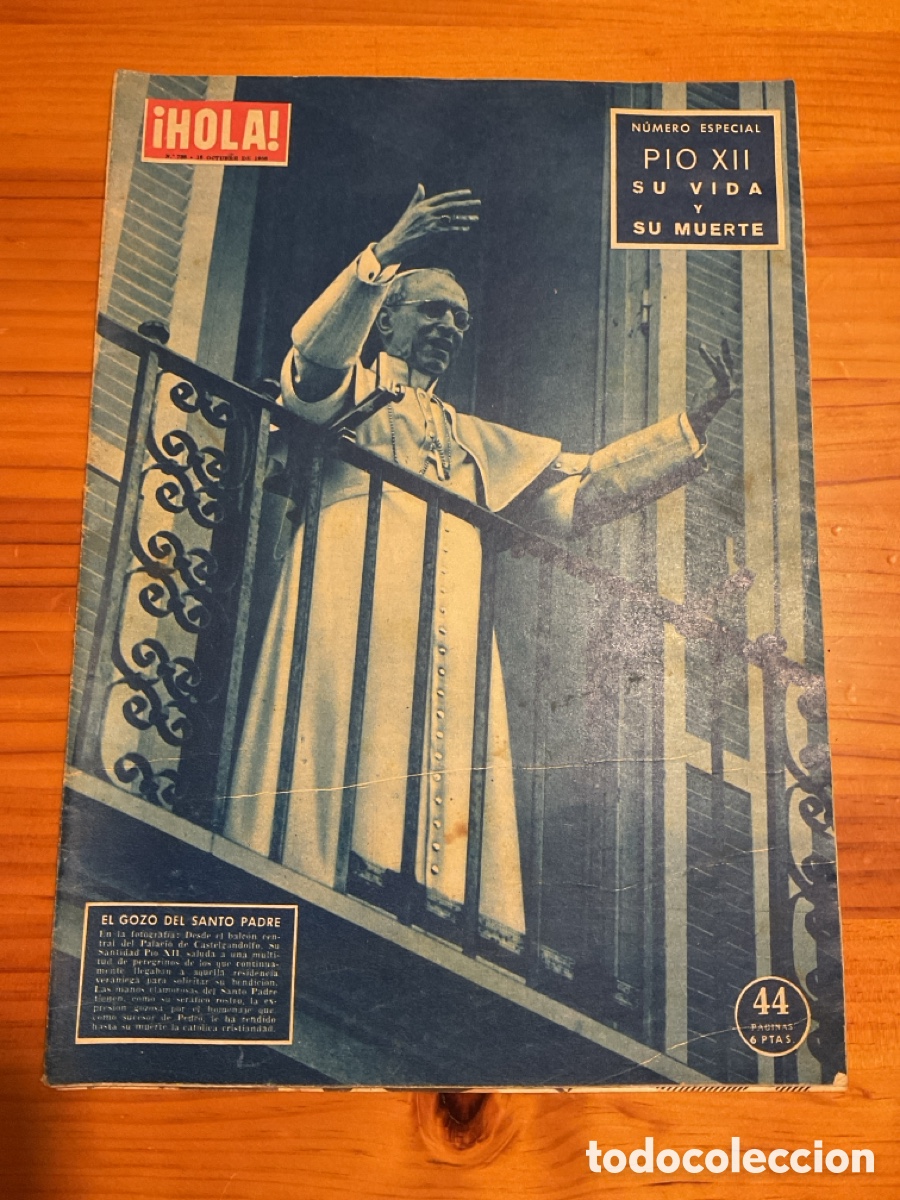 ¡HOLA!
OCTUBRE DE
NÚMERO ESPECIAL
PIO XII
SU VIDA
Y
SU MUERTE
EL GOZO DEL SANTO PADRE
En la fotografía: Desde el balcón cen-
tral del Palacio de Castelgandolfo, Su
Santidad Pío XII, saluda a una multi-
tud de peregrinos de los que continua-
mente llegaban a aquella residencia
veraniega para solicitar su bendición.
Las manos clamorosas del Santo Padre
tienen, como su seráfico rostro, la ex-
presión gozosa por el homenaje que,
como sucesor de Pedro, le ha rendido
hasta su muerte la católica cristiandad.
44
PAGINAS
6 PTAS.
todocoleccion